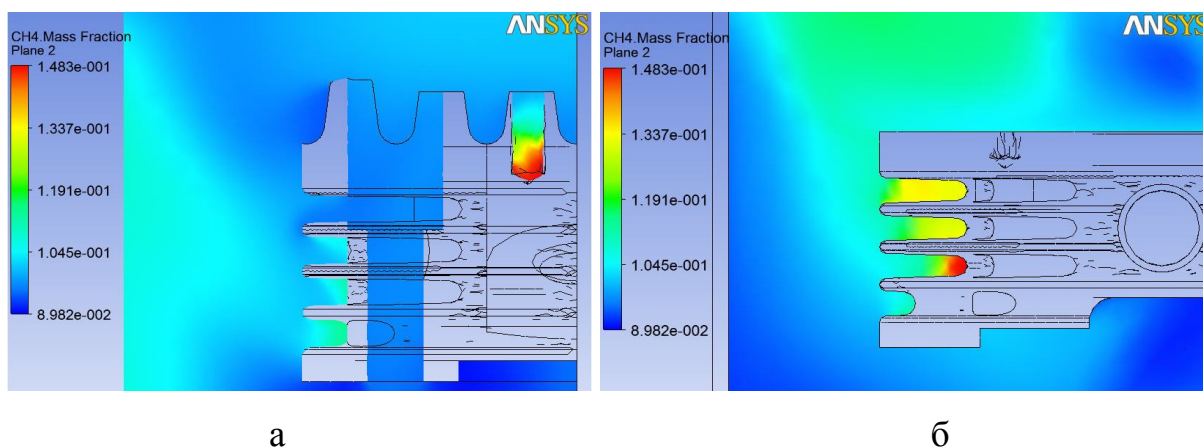 ANSYS
CH4.Mass Fraction
Plane 2
1.483e-001
1.337e-001
1.191e-001
1.045e-001
8.982e-002
ANSYS
CH4.Mass Fraction
Plane 2
1.483e-001
1.337e-001
1.191e-001
1.045e-001
8.982e-002
а
б